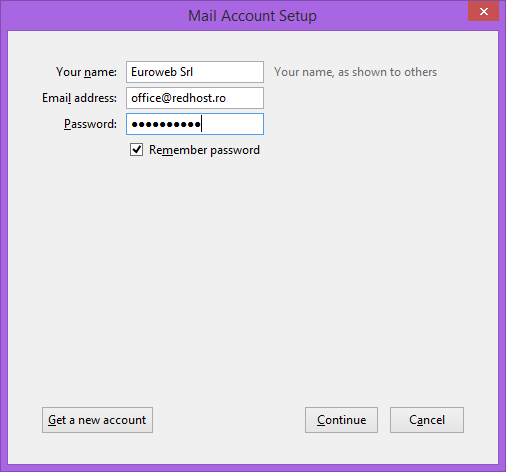 Mail Account Setup
Your name: Euroweb Srl Your name, as shown to others
Email address: office@redhost.ro
Password: ●●●●●●●●●●
Remember password
Get a new account Continue Cancel